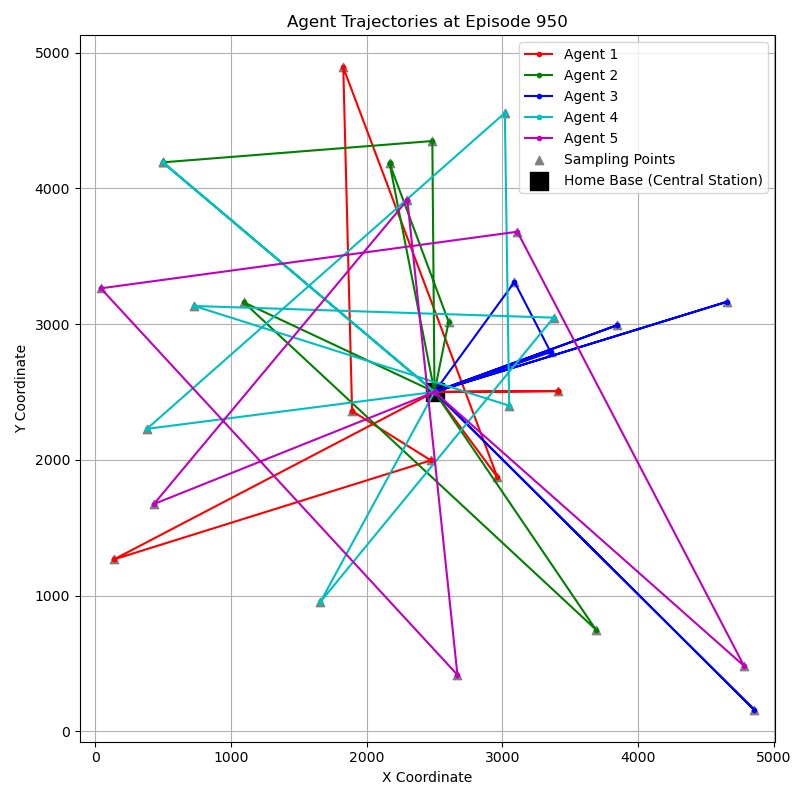 Agent Trajectories at Episode 950
Agent 1
Agent 2
Agent 3
Agent 4
Agent 5
Sampling Points
Home Base (Central Station)
Y Coordinate
5000
4000
3000
2000
1000
0
0 1000 2000 3000 4000 5000
X Coordinate